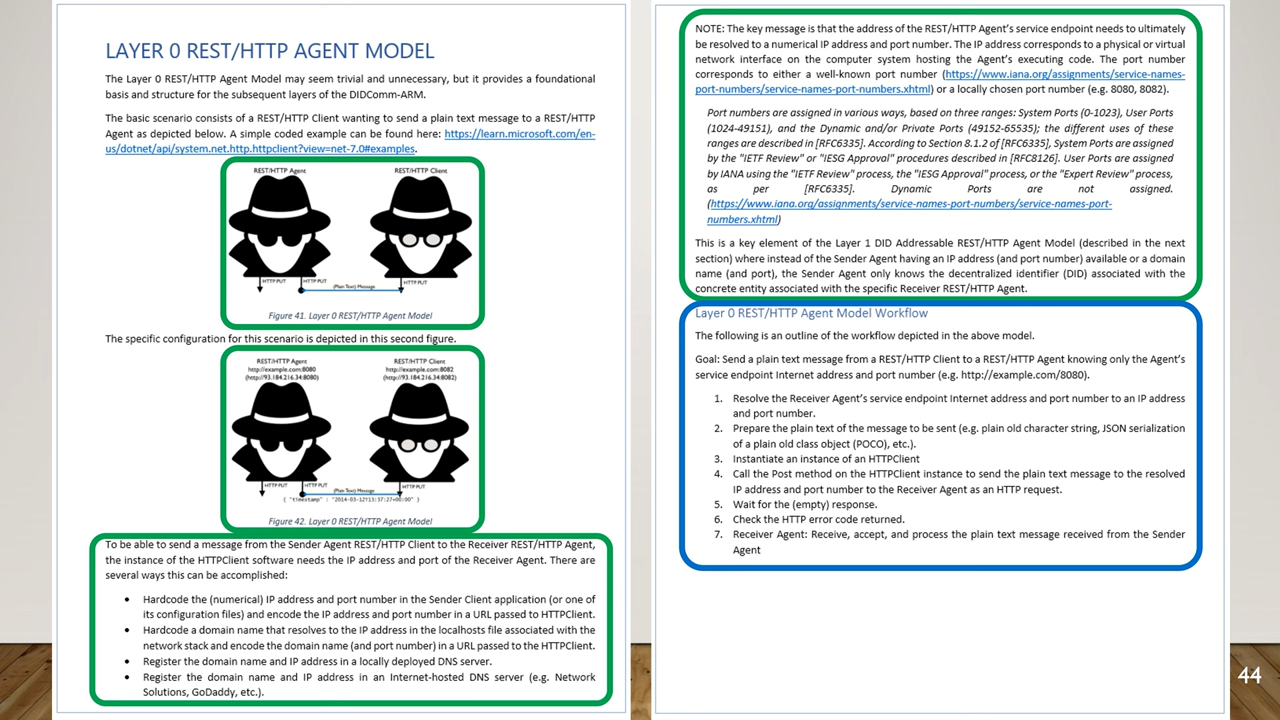 LAYER 0 REST/HTTP AGENT MODEL
The Layer 0 REST/HTTP Agent Model may seem trivial and unnecessary, but it provides a foundational
basis and structure for the subsequent layers of the DIDComm-ARM.
The basic scenario consists of a REST/HTTP Client wanting to send a plain text message to a REST/HTTP
Agent as depicted below. A simple coded example can be found here: https://learn.microsoft.com/en-
us/dotnet/api/system.net.http.httpclient?view=net-7.0#examples.
REST/HTTP Agent REST/HTTP Client
HTTP PUT HTTP PUT (Plain Text) Message HTTP PUT
Figure 41. Layer 0 REST/HTTP Agent Model
The specific configuration for this scenario is depicted in this second figure.
REST/HTTP Agent REST/HTTP Client
http://example.com:8080 http://example.com:8082
(http://93.184.216.34:8080) (http://93.184.216.34:8082)
HTTP PUT HTTP PUT (Plain Text) Message HTTP PUT
{ "timestamp" : "2014-03-12T13:37:27+00:00" }
Figure 42. Layer 0 REST/HTTP Agent Model
To be able to send a message from the Sender Agent REST/HTTP Client to the Receiver REST/HTTP Agent,
the instance of the HTTPClient software needs the IP address and port of the Receiver Agent. There are
several ways this can be accomplished:
• Hardcode the (numerical) IP address and port number in the Sender Client application (or one of
its configuration files) and encode the IP address and port number in a URL passed to HTTPClient.
• Hardcode a domain name that resolves to the IP address in the localhosts file associated with the
network stack and encode the domain name (and port number) in a URL passed to the HTTPClient.
• Register the domain name and IP address in a locally deployed DNS server.
• Register the domain name and IP address in an Internet-hosted DNS server (e.g. Network
Solutions, GoDaddy, etc.).
NOTE: The key message is that the address of the REST/HTTP Agent's service endpoint needs to ultimately
be resolved to a numerical IP address and port number. The IP address corresponds to a physical or virtual
network interface on the computer system hosting the Agent's executing code. The port number
corresponds to either a well-known port number (https://www.iana.org/assignments/service-names-
port-numbers/service-names-port-numbers.xhtml) or a locally chosen port number (e.g. 8080, 8082).
Port numbers are assigned in various ways, based on three ranges: System Ports (0-1023), User Ports
(1024-49151), and the Dynamic and/or Private Ports (49152-65535); the different uses of these
ranges are described in [RFC6335]. According to Section 8.1.2 of [RFC6335], System Ports are assigned
by the "IETF Review" or "IESG Approval" procedures described in [RFC8126]. User Ports are assigned
by IANA using the "IETF Review" process, the "IESG Approval" process, or the "Expert Review" process,
as per [RFC6335]. Dynamic Ports are not assigned.
(https://www.iana.org/assignments/service-names-port-numbers/service-names-port-
numbers.xhtml)
This is a key element of the Layer 1 DID Addressable REST/HTTP Agent Model (described in the next
section) where instead of the Sender Agent having an IP address (and port number) available or a domain
name (and port), the Sender Agent only knows the decentralized identifier (DID) associated with the
concrete entity associated with the specific Receiver REST/HTTP Agent.
Layer 0 REST/HTTP Agent Model Workflow
The following is an outline of the workflow depicted in the above model.
Goal: Send a plain text message from a REST/HTTP Client to a REST/HTTP Agent knowing only the Agent's
service endpoint Internet address and port number (e.g. http://example.com/8080).
1. Resolve the Receiver Agent's service endpoint Internet address and port number to an IP address
and port number.
2. Prepare the plain text of the message to be sent (e.g. plain old character string, JSON serialization
of a plain old class object (POCO), etc.).
3. Instantiate an instance of an HTTPClient
4. Call the Post method on the HTTPClient instance to send the plain text message to the resolved
IP address and port number to the Receiver Agent as an HTTP request.
5. Wait for the (empty) response.
6. Check the HTTP error code returned.
7. Receiver Agent: Receive, accept, and process the plain text message received from the Sender
Agent
44